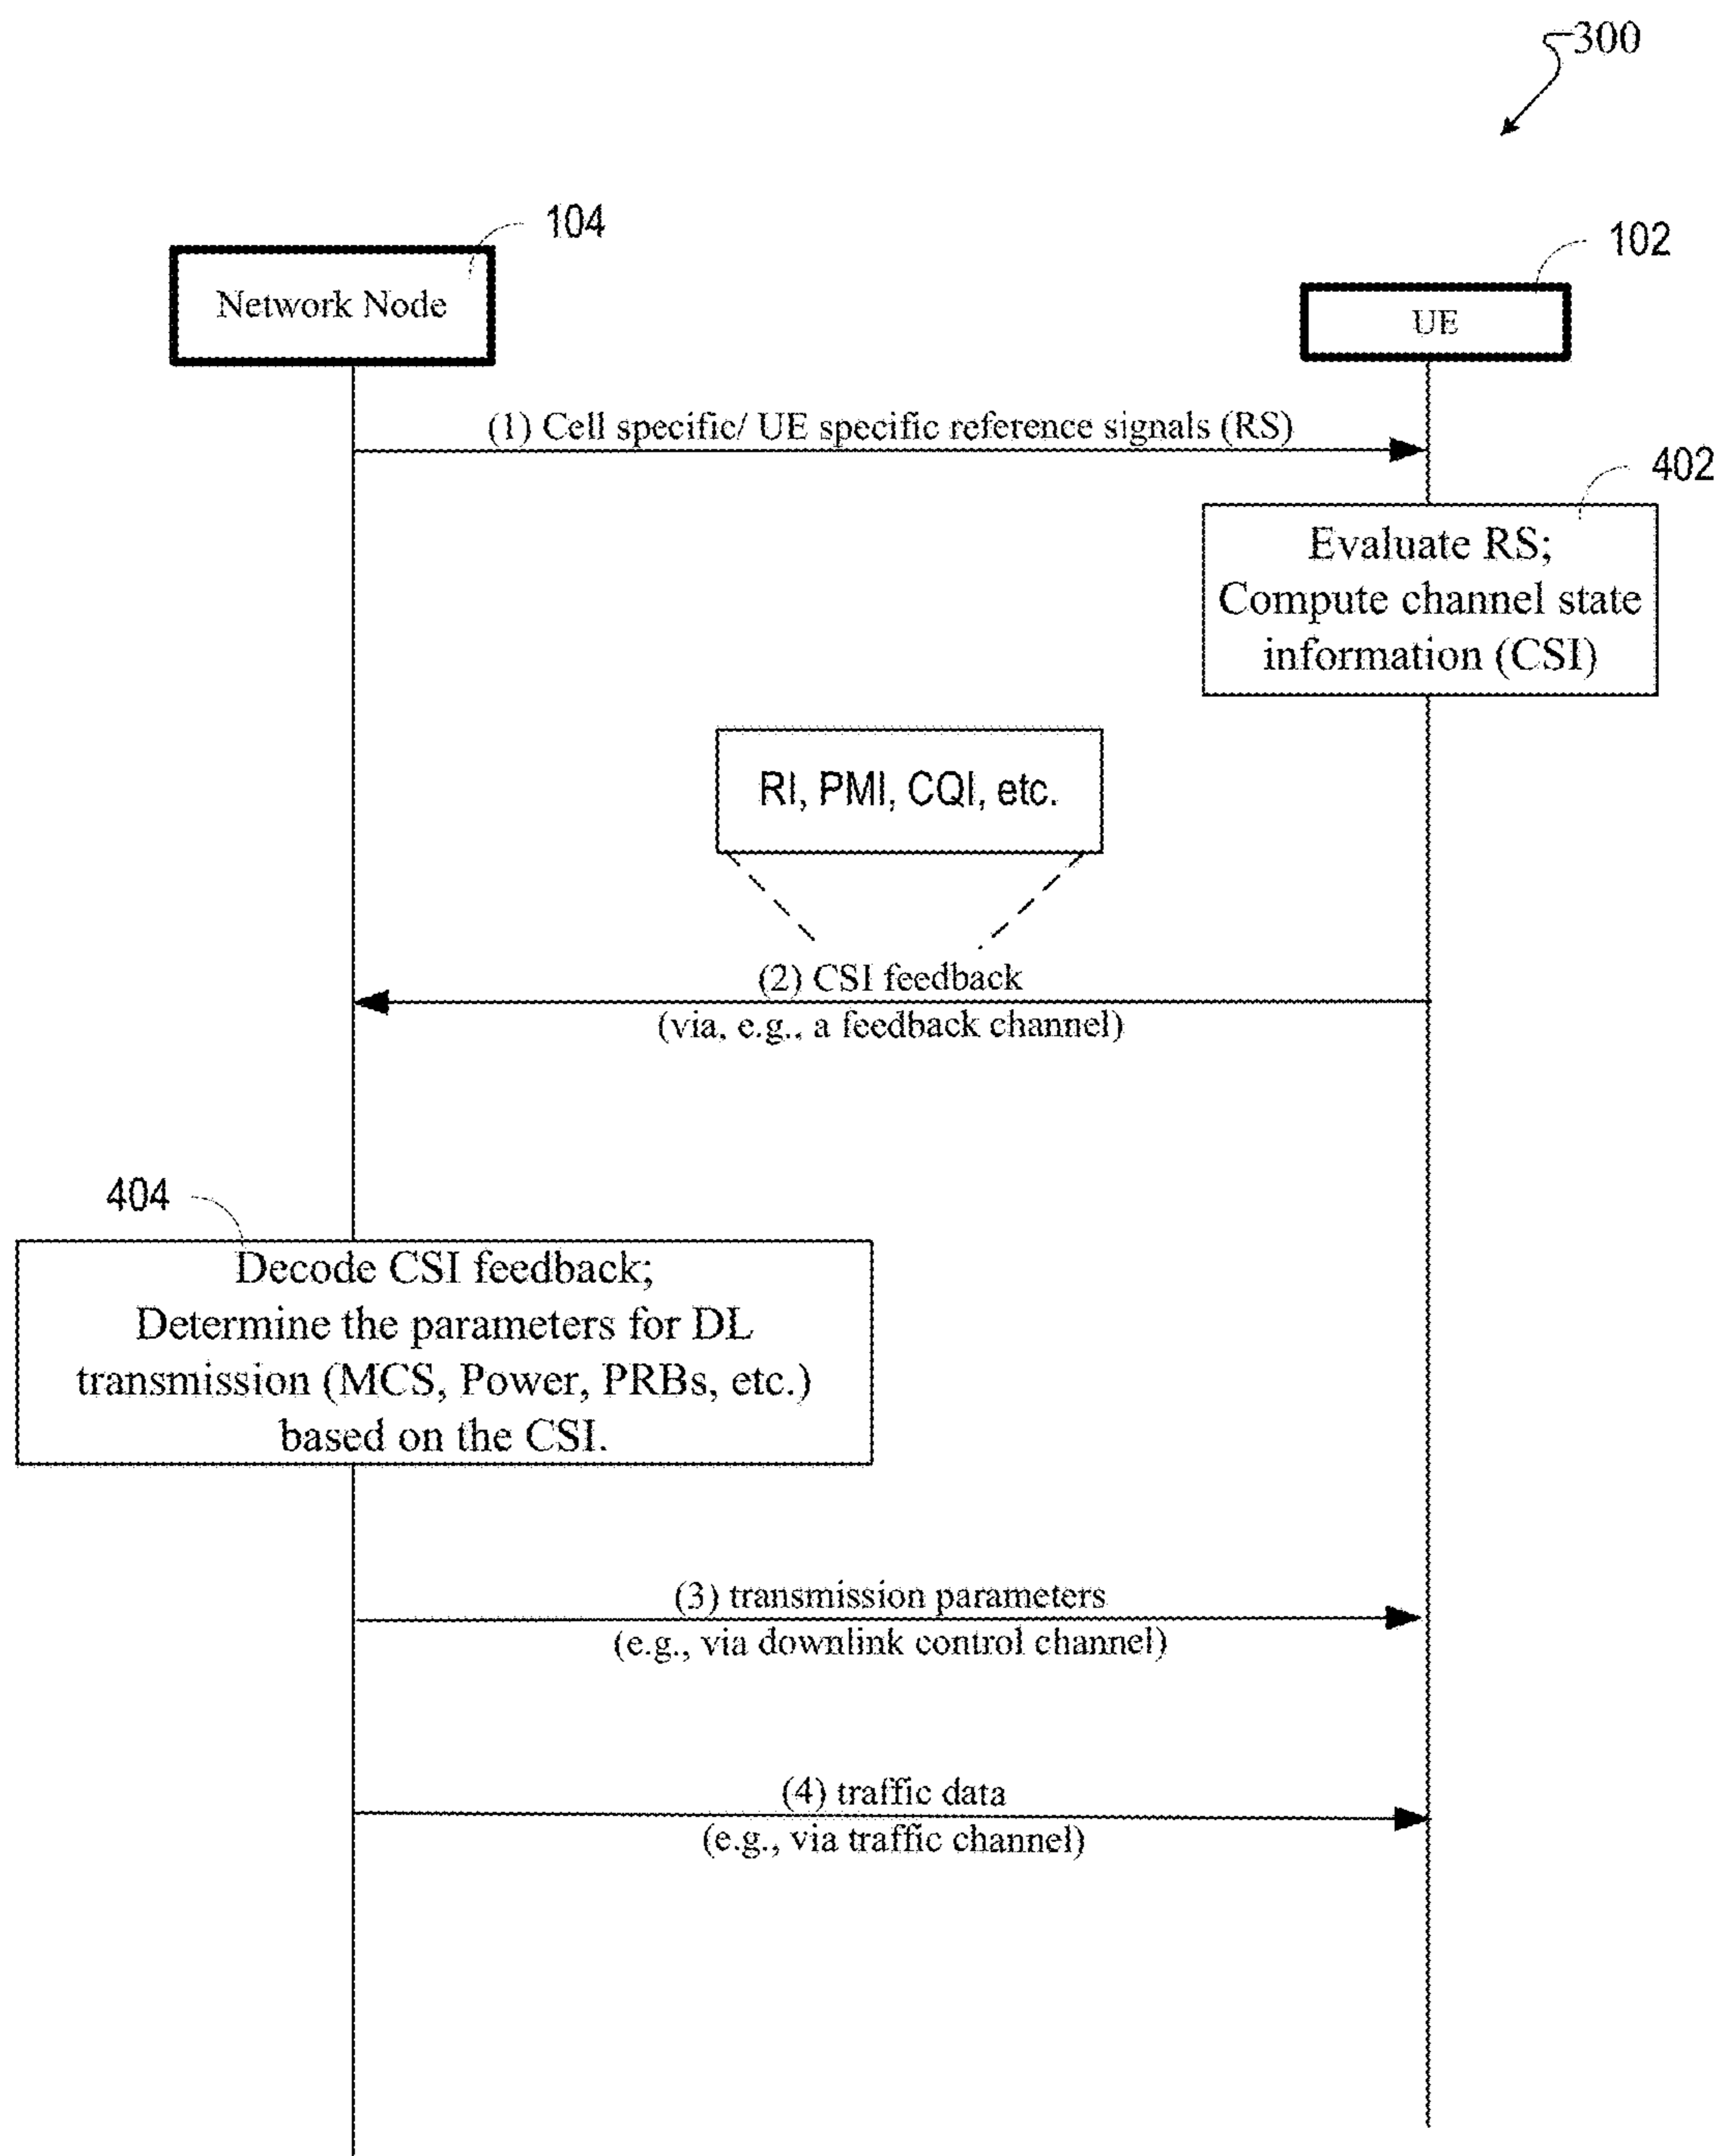 300
104
102
Network Node
UE
(1) Cell specific/ UE specific reference signals (RS)
402
Evaluate RS;
Compute channel state
information (CSI)
RI, PMI, CQI, etc.
(2) CSI feedback
(via, e.g., a feedback channel)
404
Decode CSI feedback;
Determine the parameters for DL
transmission (MCS, Power, PRBs, etc.)
based on the CSI.
(3) transmission parameters
(e.g., via downlink control channel)
(4) traffic data
(e.g., via traffic channel)